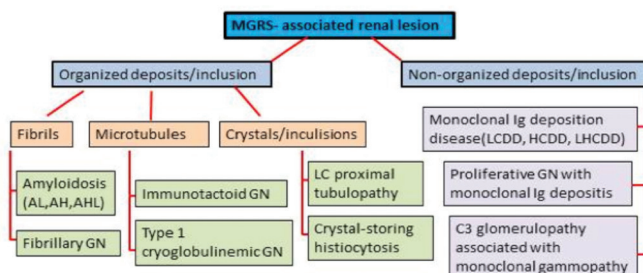 MGRS- associated renal lesion
Organized deposits/inclusion
Non-organized deposits/inclusion
Fibrils
Microtubules
Crystals/inculisions
Amyloidosis
(AL,AH,AHL)
Fibrillary GN
Immunotactoid GN
Type 1
cryoglobulinemic GN
LC proximal
tubulopathy
Crystal-storing
histiocytosis
Monoclonal Ig deposition
disease(LCDD, HCDD, LHCDD)
Proliferative GN with
monoclonal Ig depositis
C3 glomerulopathy
associated with
monoclonal gammopathy